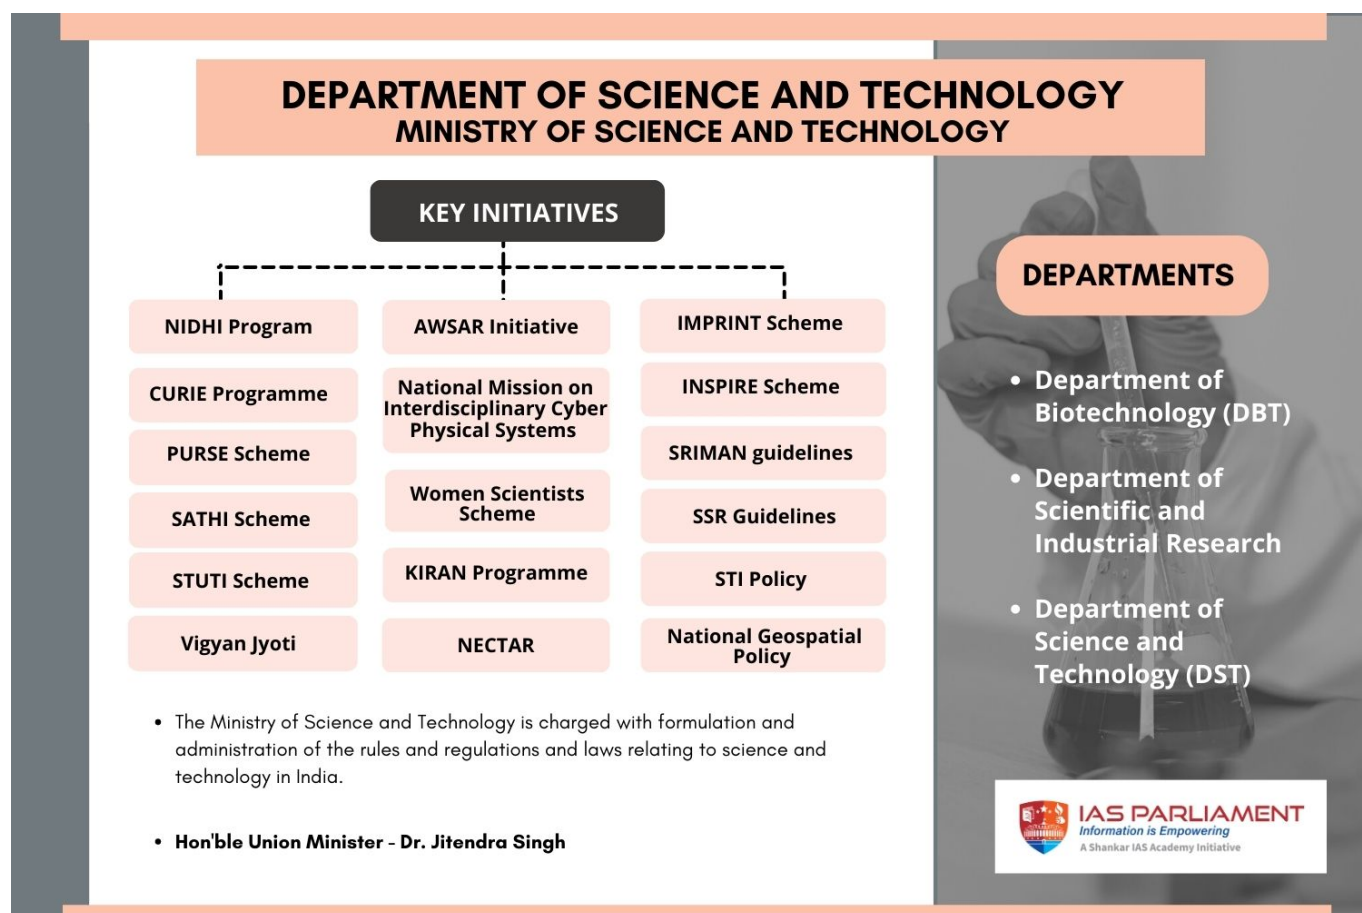 DEPARTMENT OF SCIENCE AND TECHNOLOGY
MINISTRY OF SCIENCE AND TECHNOLOGY
KEY INITIATIVES
NIDHI Program
CURIE Programme
PURSE Scheme
SATHI Scheme
STUTI Scheme
Vigyan Jyoti
AWSAR Initiative
National Mission on
Interdisciplinary Cyber
Physical Systems
Women Scientists
Scheme
KIRAN Programme
NECTAR
IMPRINT Scheme
INSPIRE Scheme
SRIMAN guidelines
SSR Guidelines
STI Policy
National Geospatial
Policy
• The Ministry of Science and Technology is charged with formulation and
administration of the rules and regulations and laws relating to science and
technology in India.
• Hon'ble Union Minister - Dr. Jitendra Singh
DEPARTMENTS
• Department of
Biotechnology (DBT)
• Department of
Scientific and
Industrial Research
• Department of
Science and
Technology (DST)
IAS PARLIAMENT
Information is Empowering
A Shankar IAS Academy Initiative